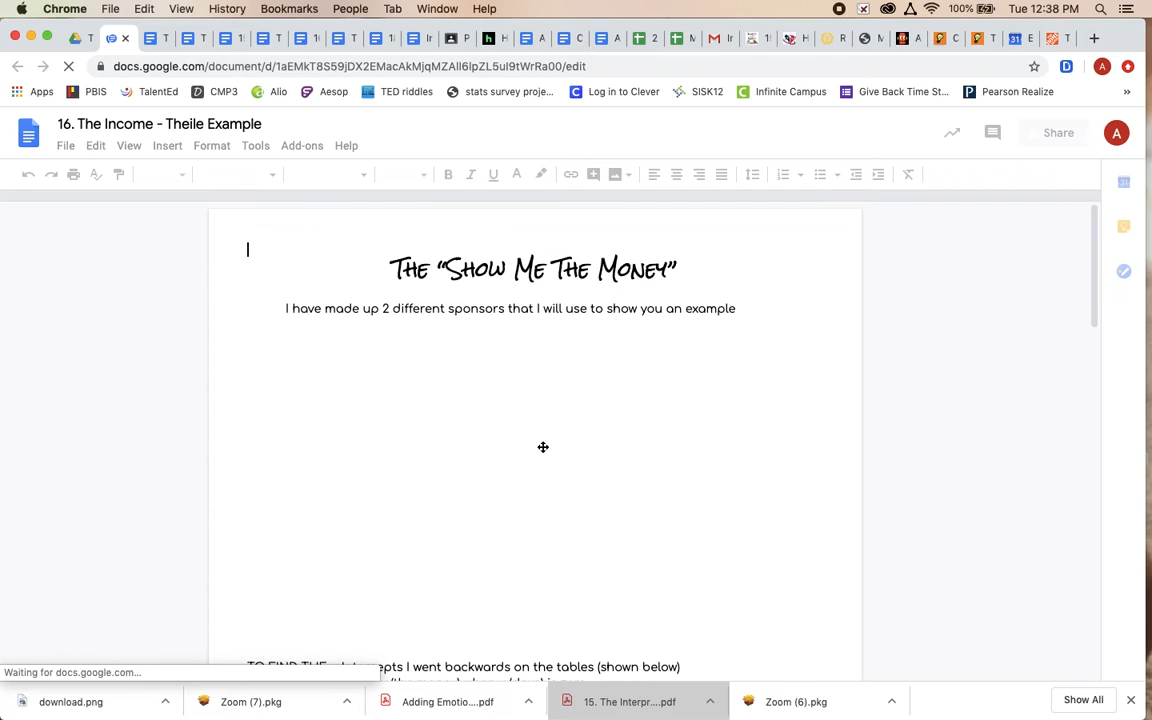 Chrome File Edit View History Bookmarks People Tab Window Help 100% Tue 12:38 PM
docs.google.com/document/d/1aEMkT8S59jDX2EMacAkMjqMZAll6lpZL5uI9tWrRa00/edit
Apps PBIS TalentEd CMP3 Alio Aesop TED riddles stats survey proje... Log in to Clever SISK12 Infinite Campus Give Back Time St... Pearson Realize »
16. The Income - Theile Example
File Edit View Insert Format Tools Add-ons Help
Share
A
The "Show Me The Money"
I have made up 2 different sponsors that I will use to show you an example
TO FIND THE
epts I went backwards on the tables (shown below)
Waiting for docs.google.com...
download.png Zoom (7).pkg Adding Emotio....pdf 15. The Interpr....pdf Zoom (6).pkg Show All